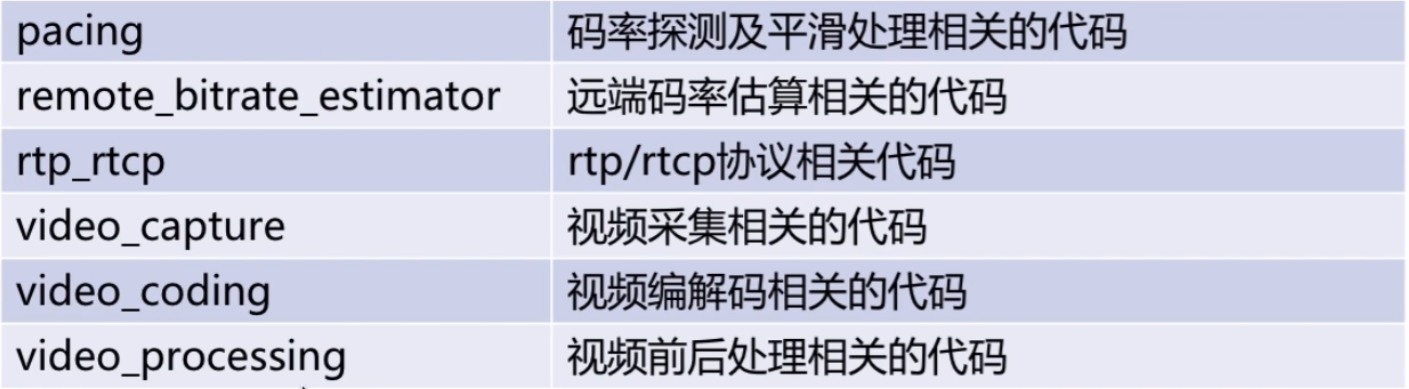 pacing 码率探测及平滑处理相关的代码
remote_bitrate_estimator 远端码率估算相关的代码
rtp_rtcp rtp/rtcp协议相关代码
video_capture 视频采集相关的代码
video_coding 视频编解码相关的代码
video_processing 视频前后处理相关的代码